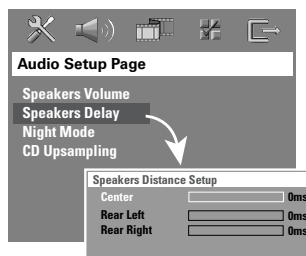 Audio Setup Page
Speakers Volume
Speakers Delay
Night Mode
CD Upsampling
Speakers Distance Setup
Center 0ms
Rear Left 0ms
Rear Right 0ms